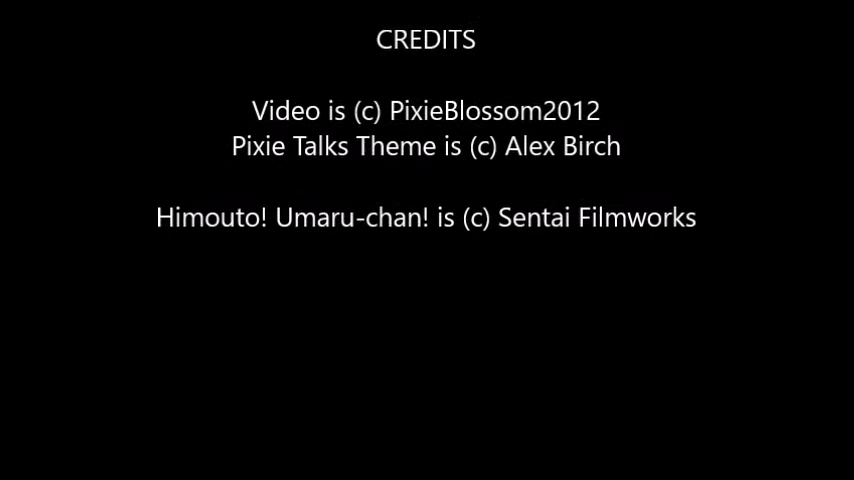 CREDITS
Video is (c) PixieBlossom2012
Pixie Talks Theme is (c) Alex Birch
Himouto! Umaru-chan! is (c) Sentai Filmworks